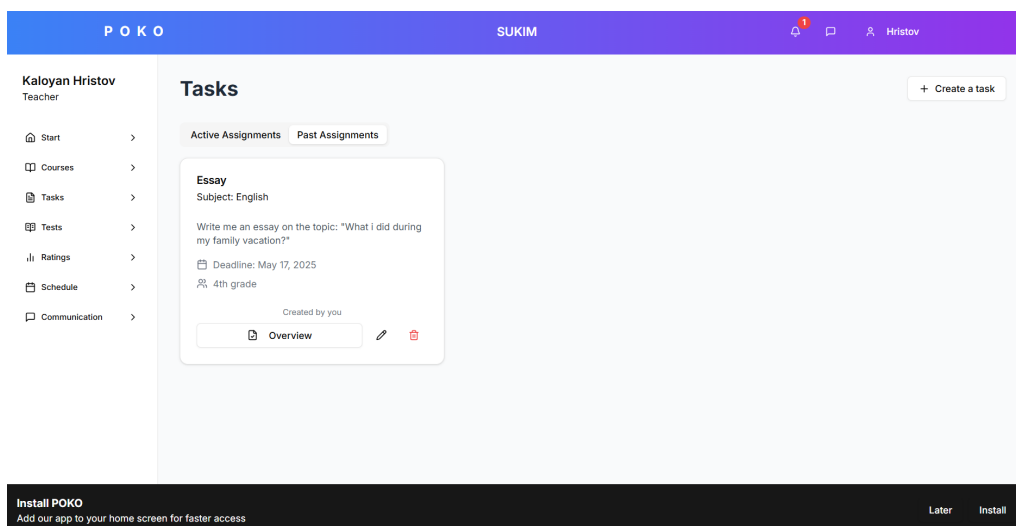 POKO
SUKIM
1
Hristov
Kaloyan Hristov
Teacher
Start
Courses
Tasks
Tests
Ratings
Schedule
Communication
Tasks
+ Create a task
Active Assignments
Past Assignments
Essay
Subject: English
Write me an essay on the topic: "What i did during
my family vacation?"
Deadline: May 17, 2025
4th grade
Created by you
Overview
Install POKO
Add our app to your home screen for faster access
Later
Install